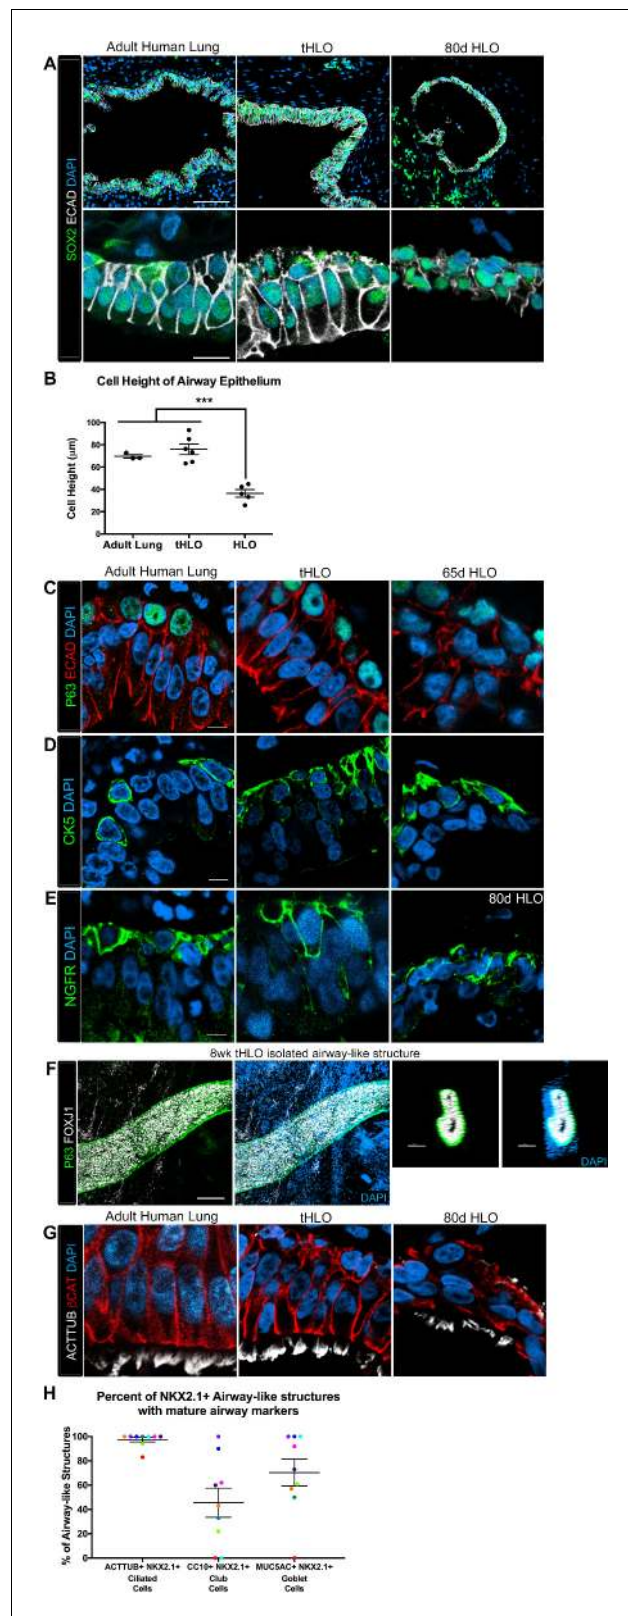 Adult Human Lung tHLO 80d HLO
A
SOX2 ECAD DAPI
B Cell Height of Airway Epithelium
***
Cell Height (µm)
100
80
60
40
20
0
Adult Lung tHLO HLO
Adult Human Lung tHLO 65d HLO
C
P63 ECAD DAPI
D
CK5 DAPI
E 80d HLO
NGFR DAPI
8wk tHLO isolated airway-like structure
F
P63 FOXJ1
DAPI DAPI
Adult Human Lung tHLO 80d HLO
G
ACTTUB βCAT DAPI
H
Percent of NKX2.1+ Airway-like structures
with mature airway markers
% of Airway-like Structures
100
80
60
40
20
0
ACTTUB+ NKX2.1+ CC10+ NKX2.1+ MUC5AC+ NKX2.1+
Ciliated Club Goblet
Cells Cells Cells